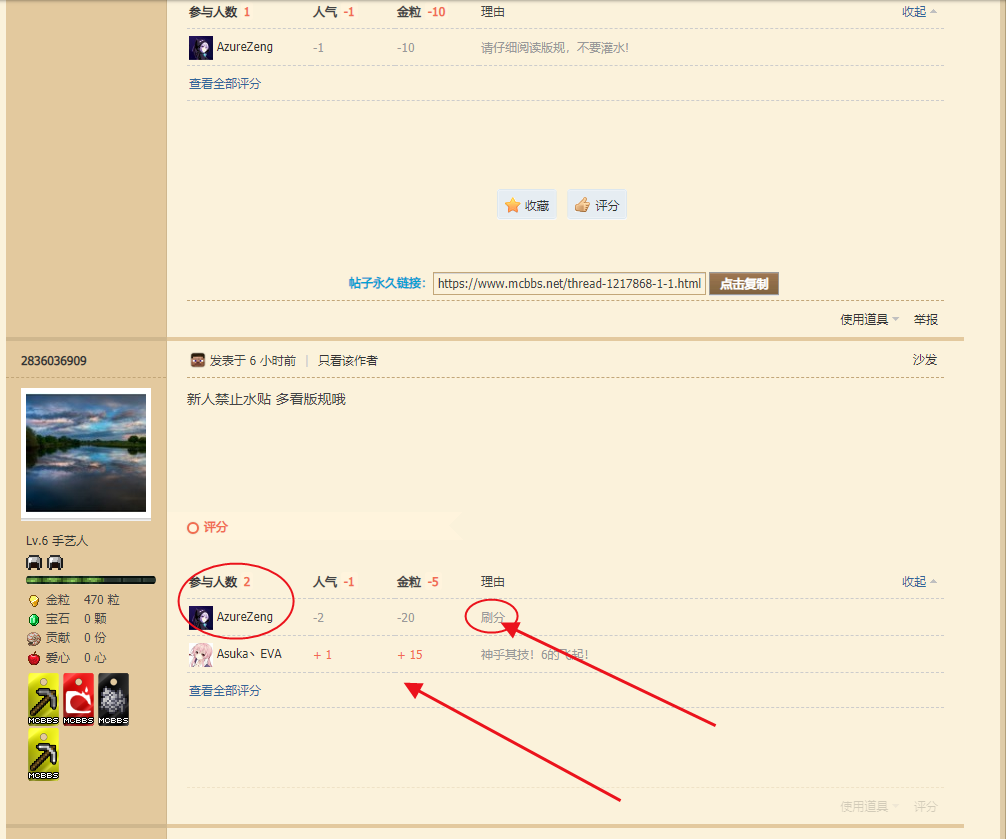 参与人数 1 人气 -1 金粒 -10 理由 收起
AzureZeng -1 -10 请仔细阅读版规，不要灌水!
查看全部评分
收藏 评分
帖子永久链接: https://www.mcbbs.net/thread-1217868-1-1.html 点击复制
使用道具 举报
2836036909 发表于 6 小时前 | 只看该作者 沙发
新人禁止水贴 多看版规哦
评分
Lv.6 手艺人
参与人数 2 人气 -1 金粒 -5 理由 收起
金粒 470 粒
AzureZeng -2 -20 刷分
宝石 0 颗
贡献 0 份
Asuka丶EVA + 1 + 15 神乎其技！6的飞起!
爱心 0 心
查看全部评分
MCBBS MCBBS MCBBS
MCBBS
使用道具 评分